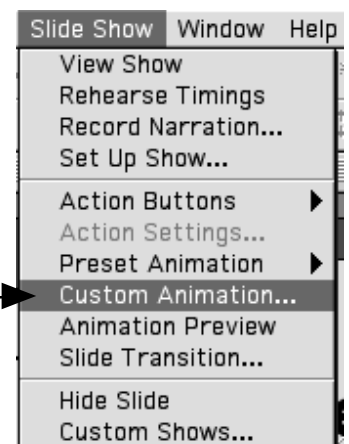 Slide Show Window Help
View Show
Rehearse Timings
Record Narration...
Set Up Show...
Action Buttons
Action Settings...
Preset Animation
Custom Animation...
Animation Preview
Slide Transition...
Hide Slide
Custom Shows...